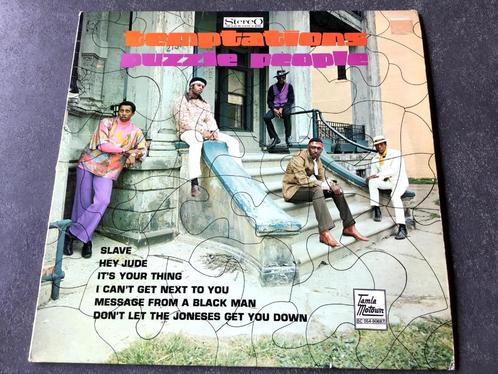 STEREO
temptations
puzzle people
SLAVE
HEY JUDE
IT'S YOUR THING
I CAN'T GET NEXT TO YOU
MESSAGE FROM A BLACK MAN
DON'T LET THE JONESES GET YOU DOWN
Tamla
Motown